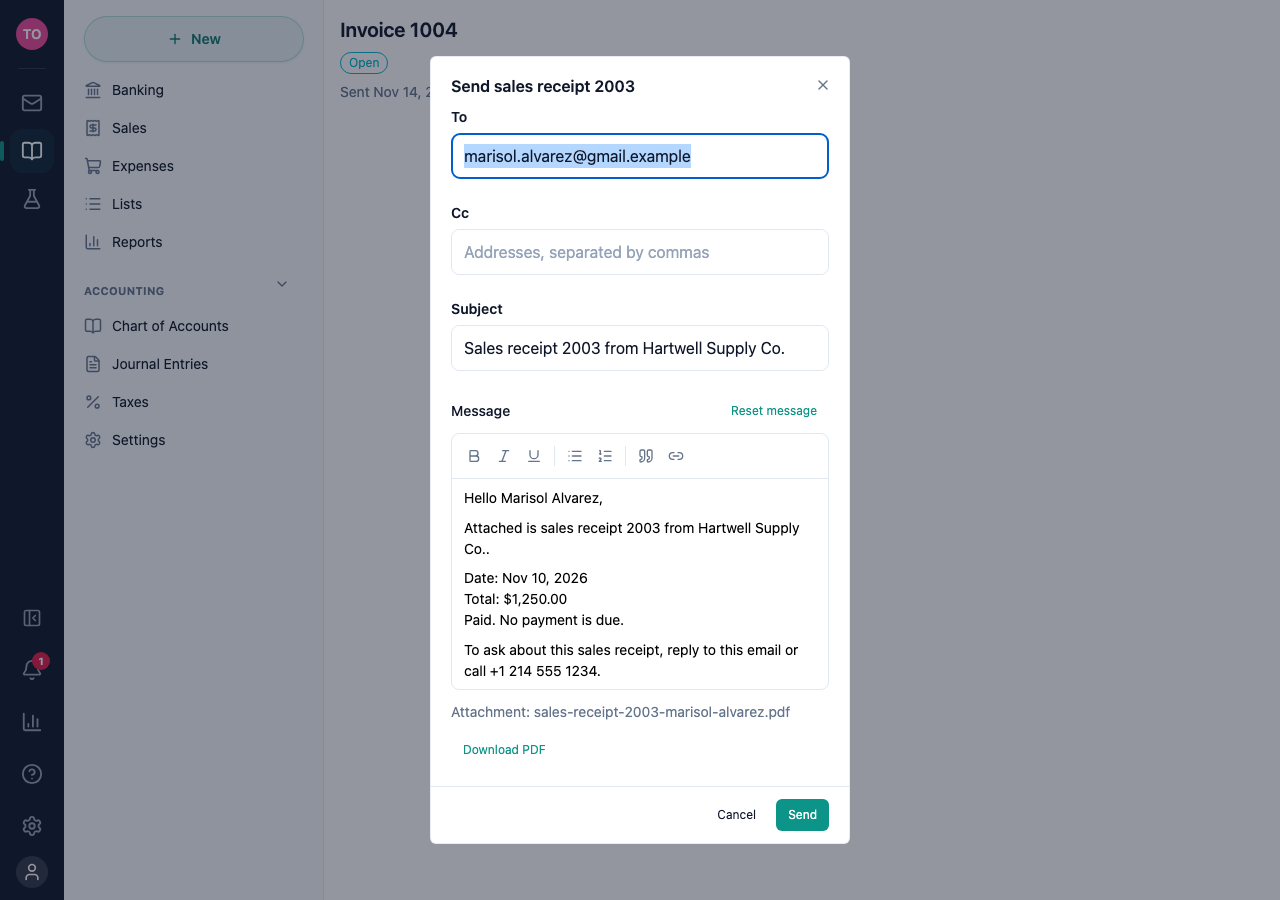 TO
New
Banking
Sales
Expenses
Lists
Reports
ACCOUNTING
Chart of Accounts
Journal Entries
Taxes
Settings
1
Invoice 1004
Open
Sent Nov 14, 2
Send sales receipt 2003
To
marisol.alvarez@gmail.example
Cc
Addresses, separated by commas
Subject
Sales receipt 2003 from Hartwell Supply Co.
Message
Reset message
Hello Marisol Alvarez,
Attached is sales receipt 2003 from Hartwell Supply
Co..
Date: Nov 10, 2026
Total: $1,250.00
Paid. No payment is due.
To ask about this sales receipt, reply to this email or
call +1 214 555 1234.
Attachment: sales-receipt-2003-marisol-alvarez.pdf
Download PDF
Cancel
Send